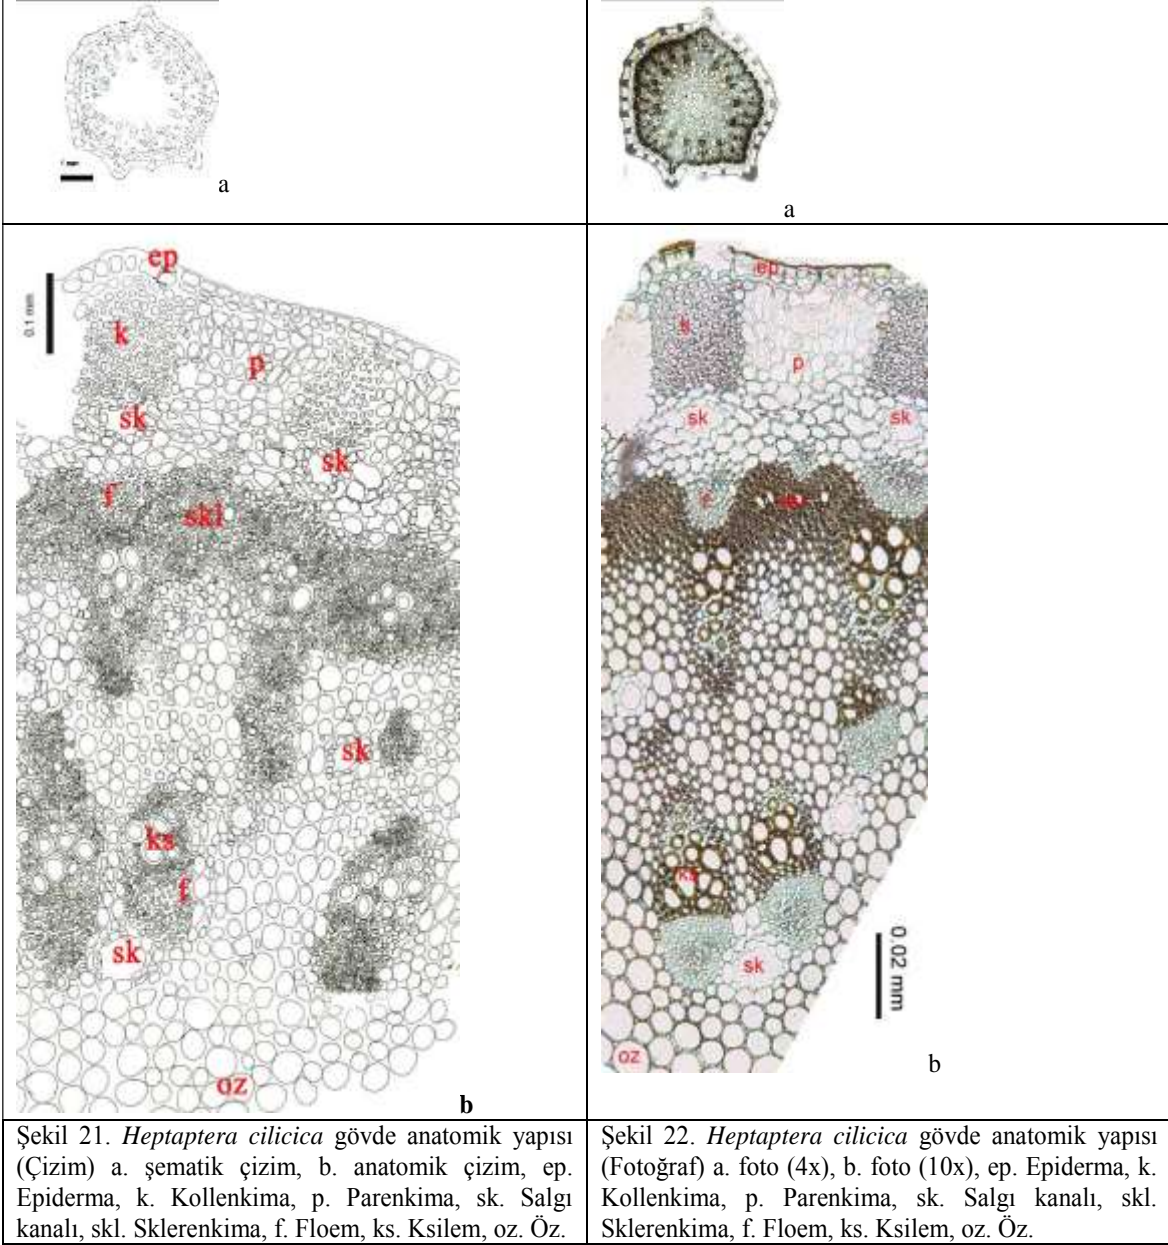 a
a
0.1 mm
ep
k
p
sk
sk
f
skl
sk
ks
f
sk
oz
b
ep
k
p
sk
sk
f
ks
sk
oz
0.02 mm
b
Şekil 21. Heptaptera cilicica gövde anatomik yapısı
(Çizim) a. şematik çizim, b. anatomik çizim, ep.
Epiderma, k. Kollenkima, p. Parenkima, sk. Salgı
kanalı, skl. Sklerenkima, f. Floem, ks. Ksilem, oz. Öz.
Şekil 22. Heptaptera cilicica gövde anatomik yapısı
(Fotoğraf) a. foto (4x), b. foto (10x), ep. Epiderma, k.
Kollenkima, p. Parenkima, sk. Salgı kanalı, skl.
Sklerenkima, f. Floem, ks. Ksilem, oz. Öz.